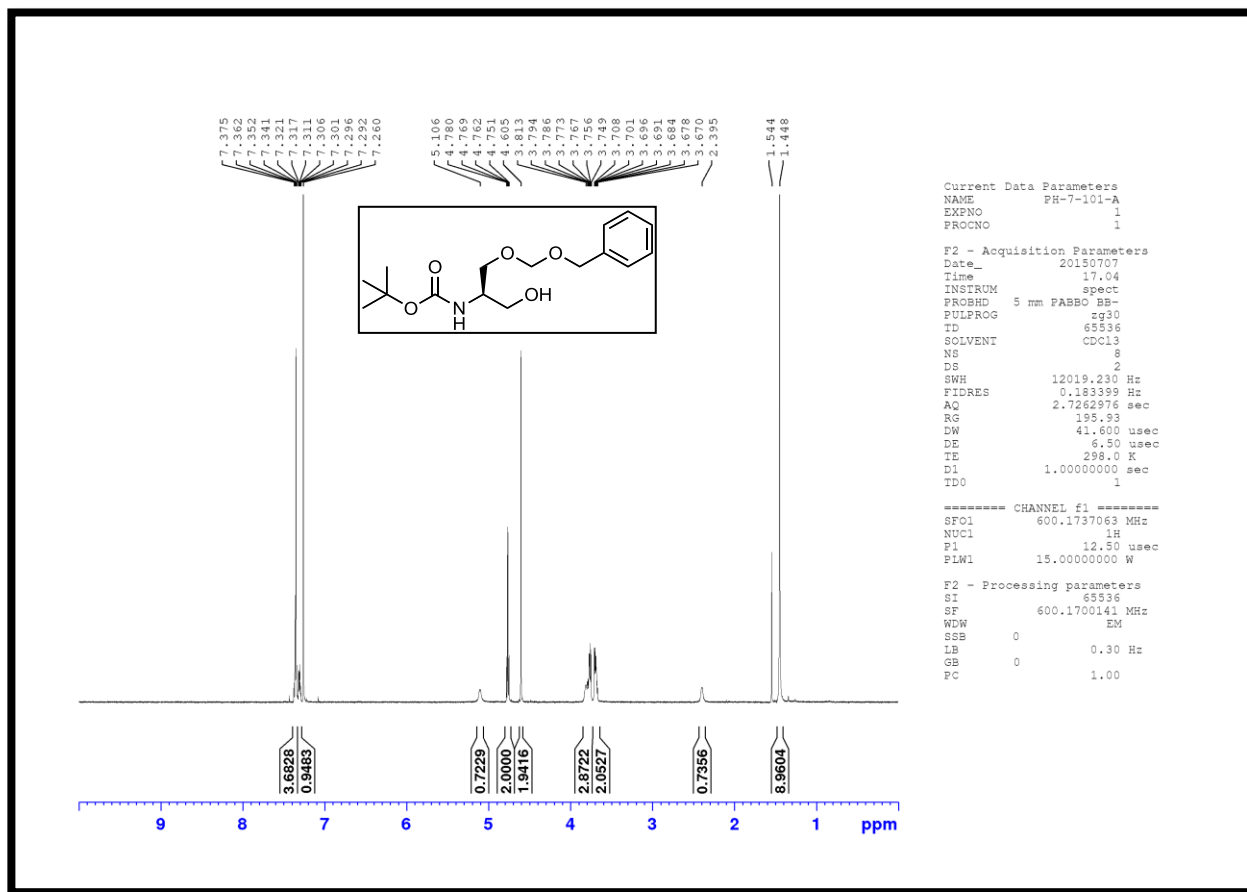 7.375
7.362
7.352
7.341
7.321
7.317
7.311
7.306
7.301
7.296
7.292
7.260
5.106
4.780
4.769
4.762
4.751
4.605
3.813
3.794
3.786
3.773
3.767
3.756
3.749
3.708
3.701
3.696
3.691
3.684
3.678
3.670
2.395
1.544
1.448
O
O
O
O
N
H
OH
Current Data Parameters
NAME PH-7-101-A
EXPNO 1
PROCNO 1
F2 - Acquisition Parameters
Date_ 20150707
Time 17.04
INSTRUM spect
PROBHD 5 mm PABBO BB-
PULPROG zg30
TD 65536
SOLVENT CDCl3
NS 8
DS 2
SWH 12019.230 Hz
FIDRES 0.183399 Hz
AQ 2.7262976 sec
RG 195.93
DW 41.600 usec
DE 6.50 usec
TE 298.0 K
D1 1.00000000 sec
TD0 1
======== CHANNEL f1 ========
SFO1 600.1737063 MHz
NUC1 1H
P1 12.50 usec
PLW1 15.00000000 W
F2 - Processing parameters
SI 65536
SF 600.1700141 MHz
WDW EM
SSB 0
LB 0.30 Hz
GB 0
PC 1.00
3.6828
0.9483
0.7229
2.0000
1.9416
2.8722
2.0527
0.7356
8.9604
9 8 7 6 5 4 3 2 1 ppm